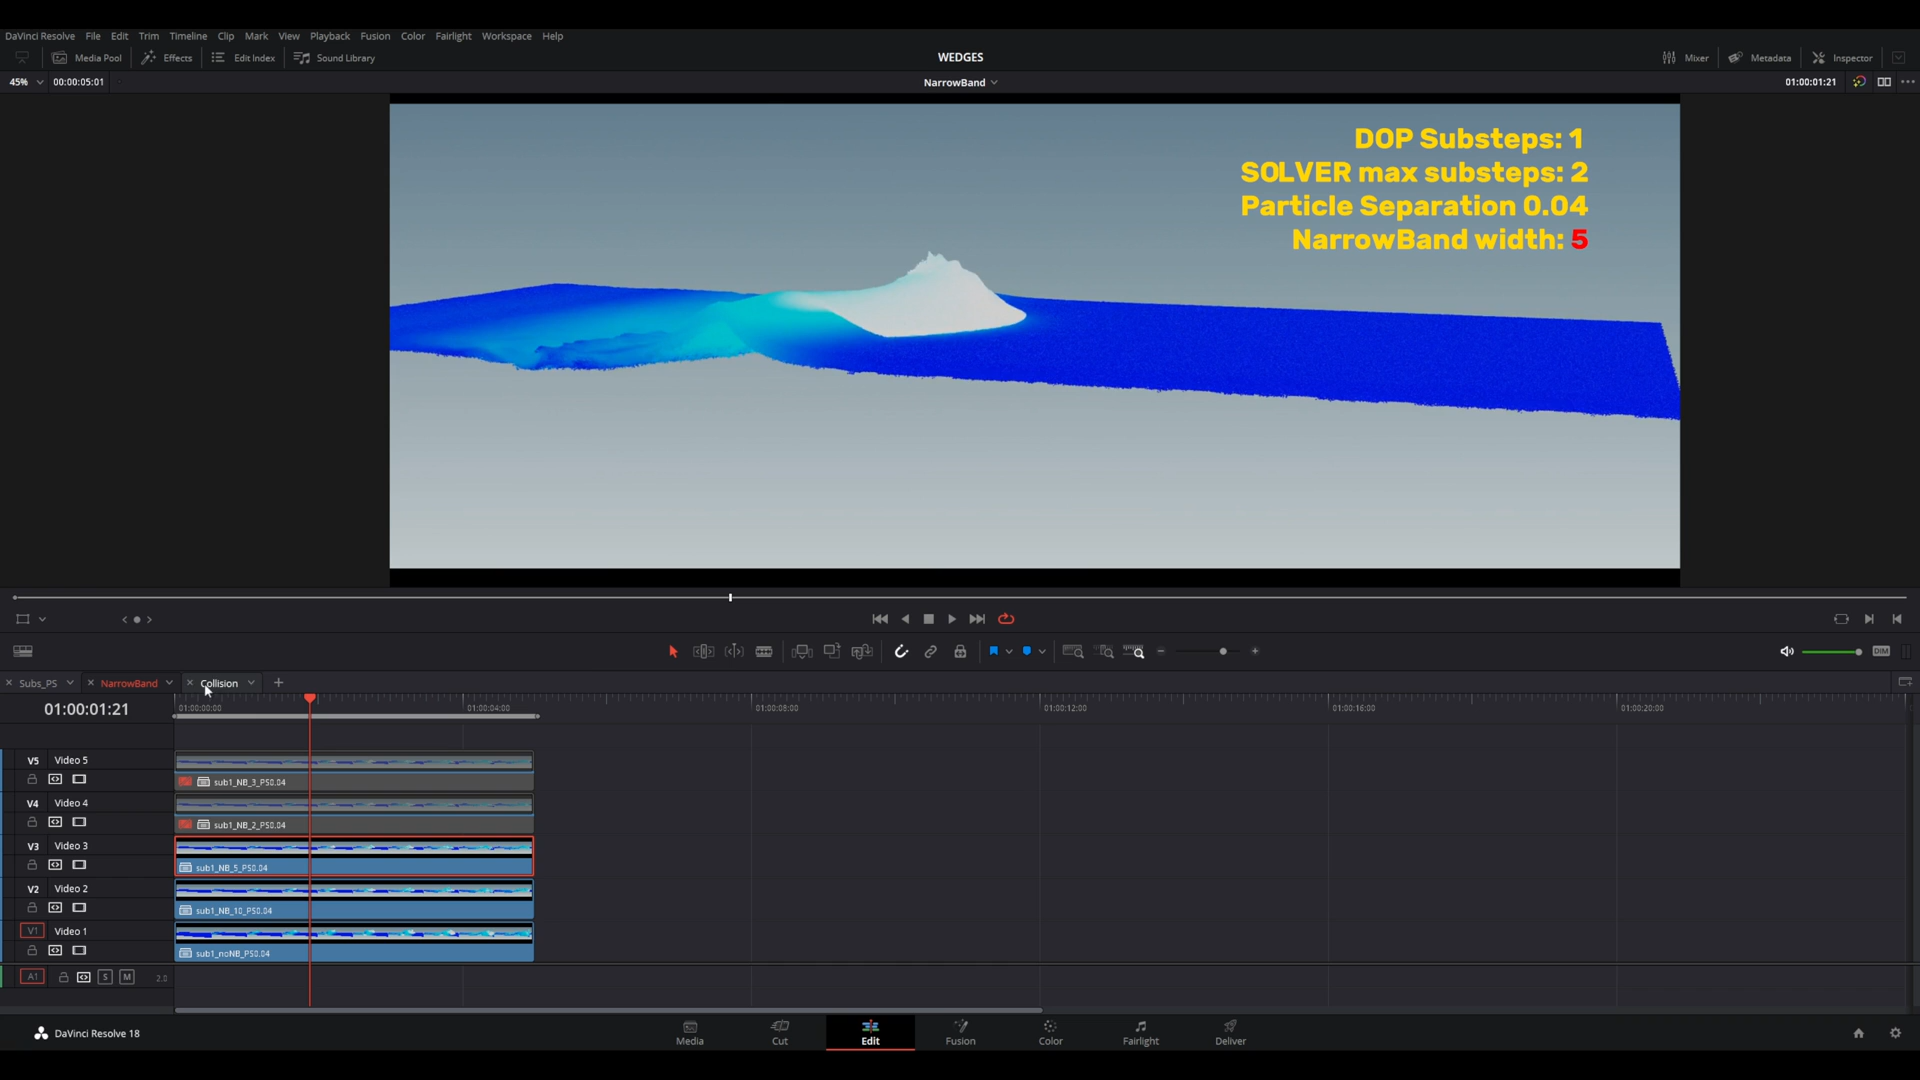 DaVinci Resolve File Edit Trim Timeline Clip Mark View Playback Fusion Color Fairlight Workspace Help
Media Pool Effects Edit Index Sound Library WEDGES Mixer Metadata Inspector
45% 00:00:05:01 NarrowBand 01:00:01:21
DOP Substeps: 1
SOLVER max substeps: 2
Particle Separation 0.04
NarrowBand width: 5
DIM
Subs_PS NarrowBand Collision
01:00:01:21 01:00:00:00 01:00:04:00 01:00:08:00 01:00:12:00 01:00:16:00 01:00:20:00
V5 Video 5
sub1_NB_3_PS0.04
V4 Video 4
sub1_NB_2_PS0.04
V3 Video 3
sub1_NB_5_PS0.04
V2 Video 2
sub1_NB_10_PS0.04
V1 Video 1
sub1_noNB_PS0.04
A1 S M 2.0
DaVinci Resolve 18 Media Cut Edit Fusion Color Fairlight Deliver